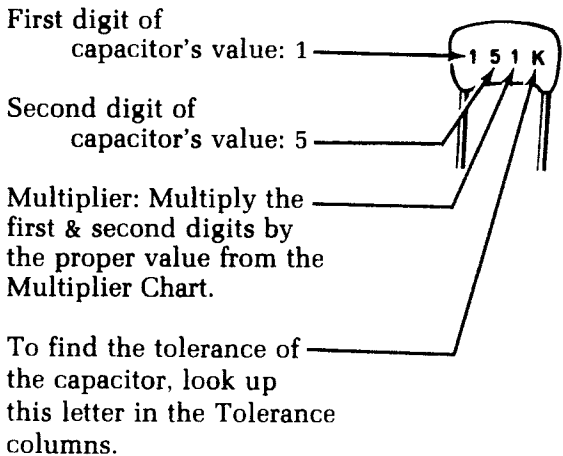 First digit of
capacitor's value: 1
1 5 1 K
Second digit of
capacitor's value: 5
Multiplier: Multiply the
first & second digits by
the proper value from the
Multiplier Chart.
To find the tolerance of
the capacitor, look up
this letter in the Tolerance
columns.